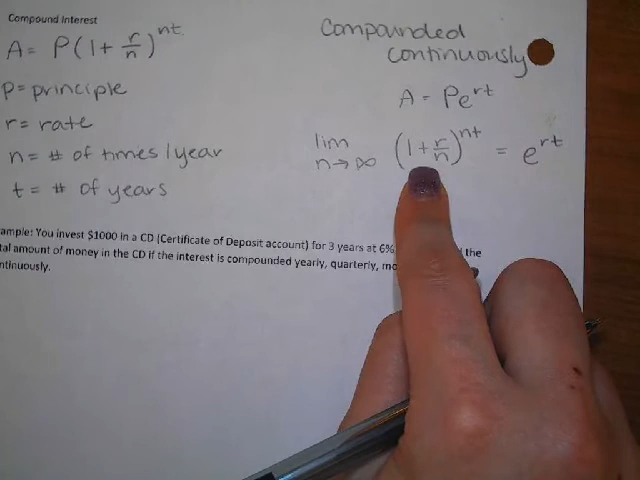 Compound Interest
A = P(1 + r/n)^nt
P = principle
r = rate
n = # of times/year
t = # of years
Compounded
continuously
A = Pe^rt
lim n→∞ (1 + r/n)^nt = e^rt
ample: You invest $1000 in a CD (Certificate of Deposit account) for 3 years at 6% the
tal amount of money in the CD if the interest is compounded yearly, quarterly, mo
ntinuously.